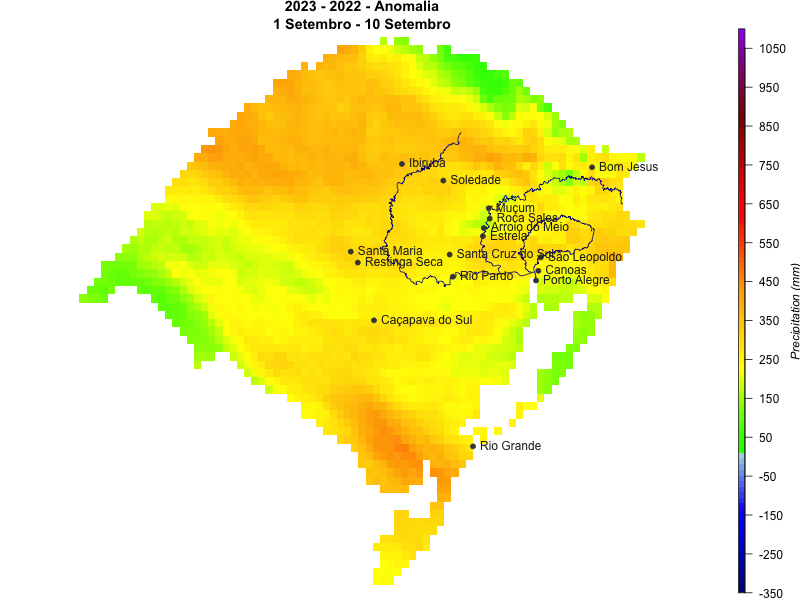 2023 - 2022 - Anomalia
1 Setembro - 10 Setembro
Ibirubá
Soledade
Bom Jesus
Muçum
Roca Sales
Arroio do Meio
Estrela
Santa Maria
Restinga Seca
Santa Cruz do Sul
São Leopoldo
Canoas
Rio Pardo
Porto Alegre
Caçapava do Sul
Rio Grande
1050
950
850
750
650
550
450
350
250
150
50
-50
-150
-250
-350
Precipitation (mm)